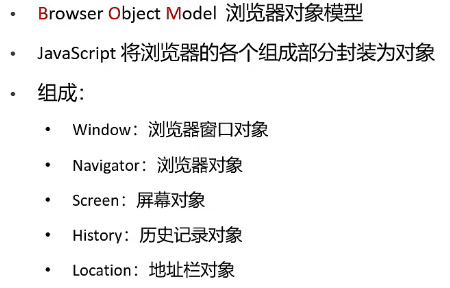 • Browser Object Model 浏览器对象模型
• JavaScript 将浏览器的各个组成部分封装为对象
• 组成：
• Window：浏览器窗口对象
• Navigator：浏览器对象
• Screen：屏幕对象
• History：历史记录对象
• Location：地址栏对象